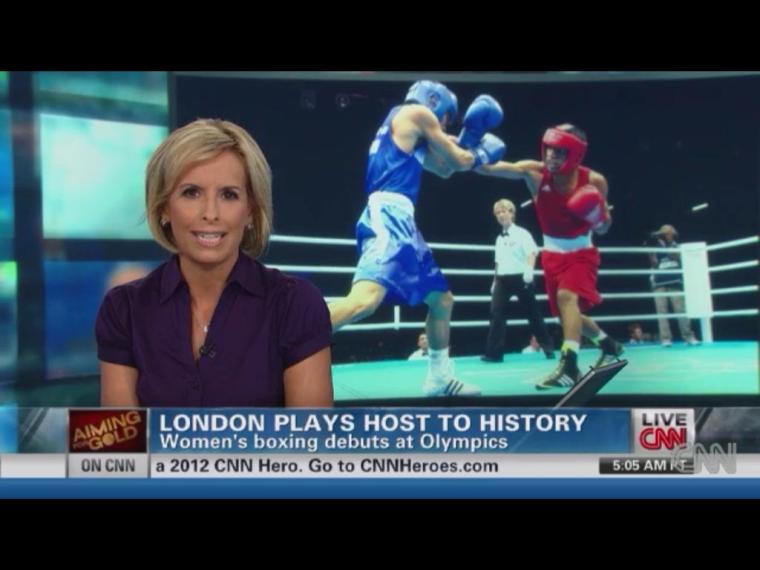 AIMING
FOR GOLD
LONDON PLAYS HOST TO HISTORY
Women's boxing debuts at Olympics
LIVE
CNN
ON CNN
a 2012 CNN Hero. Go to CNNHeroes.com
5:05 AM PT
CNN